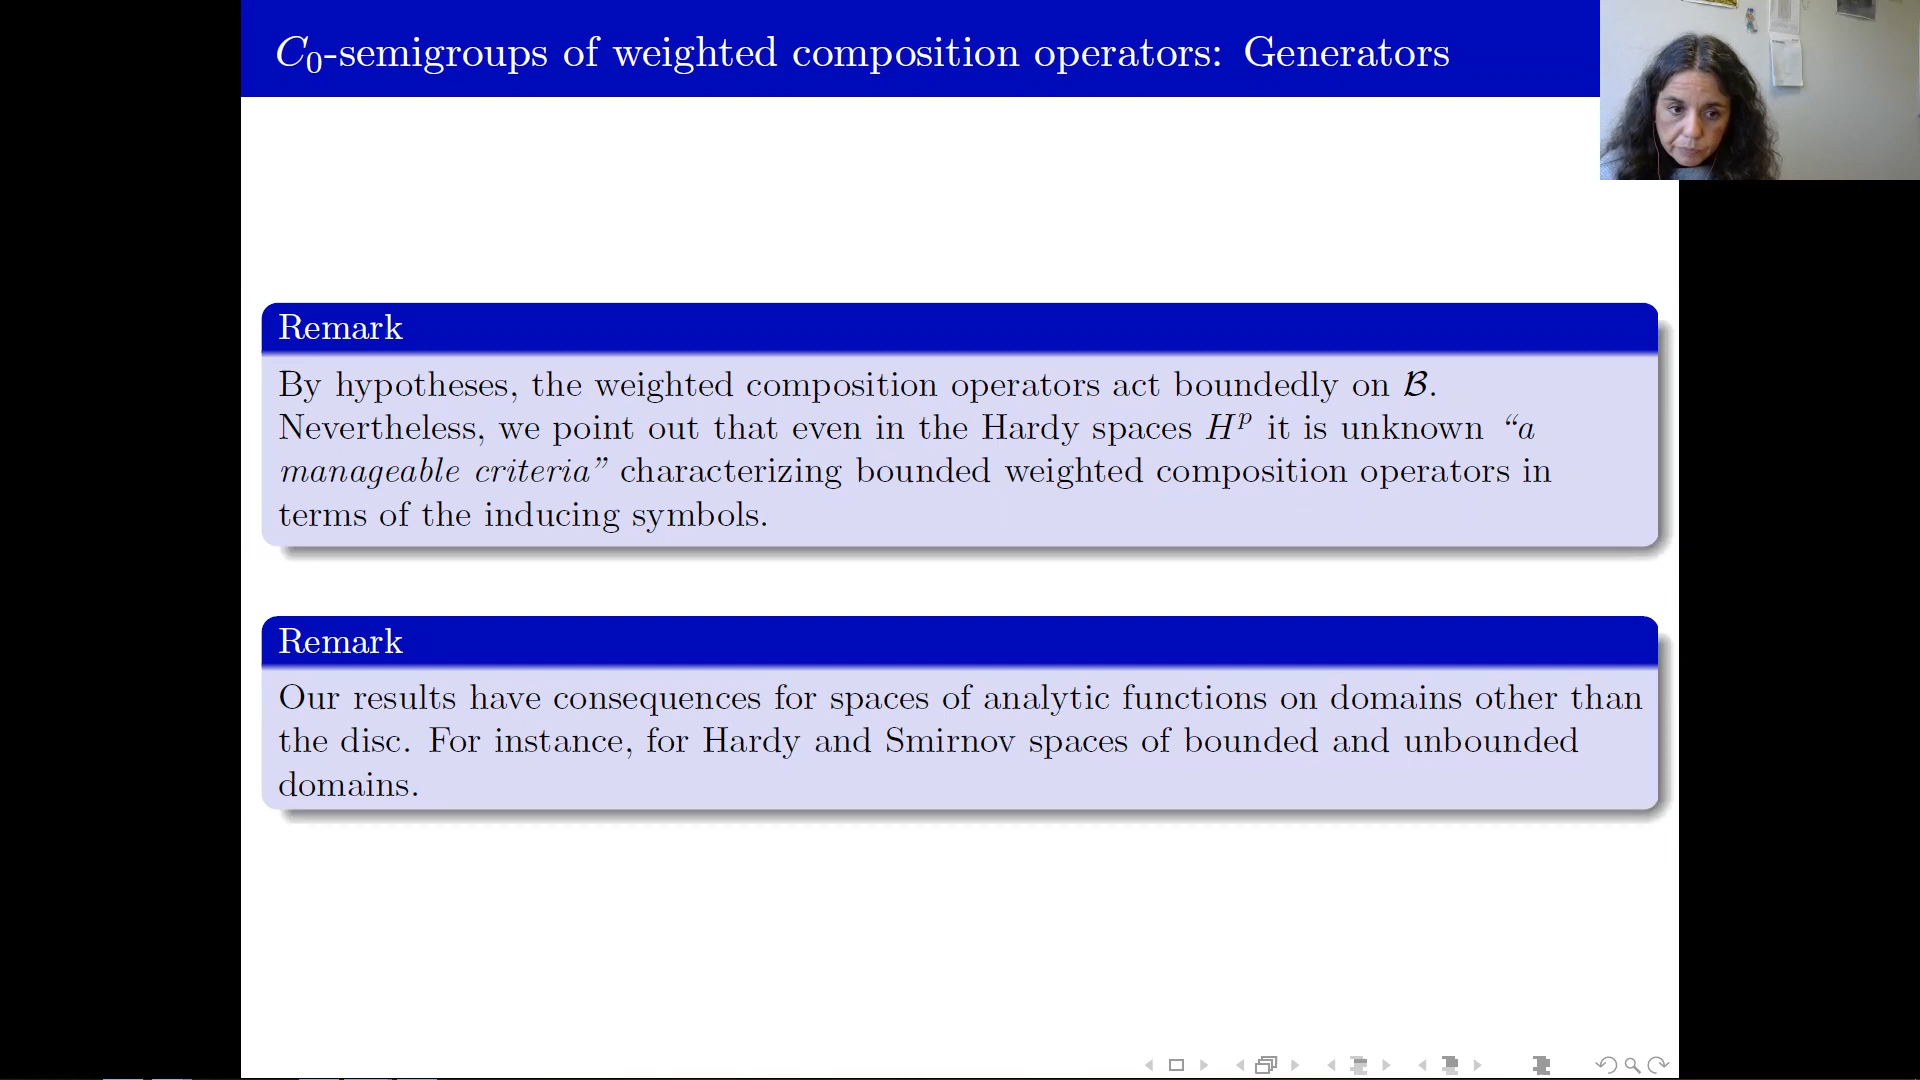 C₀-semigroups of weighted composition operators: Generators
Remark
By hypotheses, the weighted composition operators act boundedly on ℬ.
Nevertheless, we point out that even in the Hardy spaces Hᵖ it is unknown “a
manageable criteria” characterizing bounded weighted composition operators in
terms of the inducing symbols.
Remark
Our results have consequences for spaces of analytic functions on domains other than
the disc. For instance, for Hardy and Smirnov spaces of bounded and unbounded
domains.